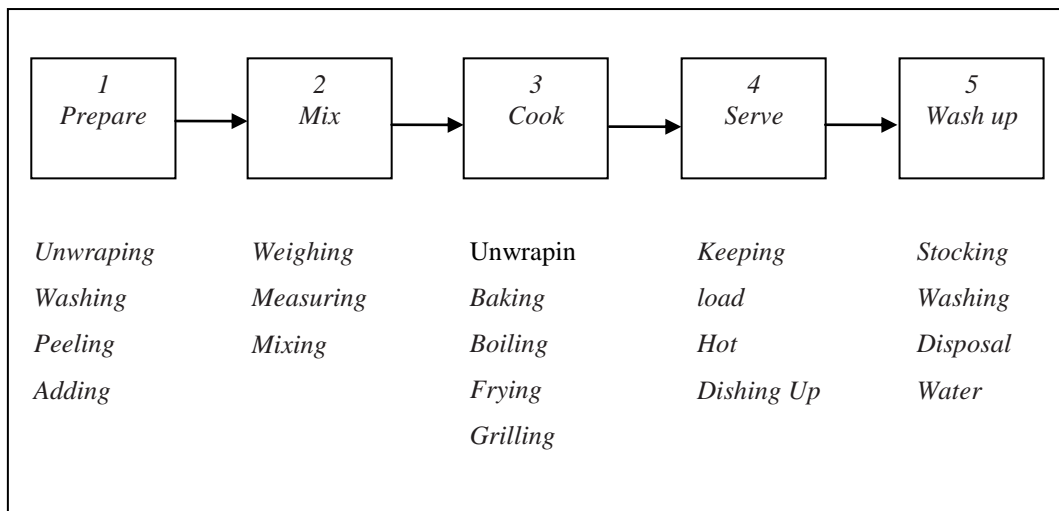 1
Prepare
2
Mix
3
Cook
4
Serve
5
Wash up
Unwraping
Washing
Peeling
Adding
Weighing
Measuring
Mixing
Unwrapin
Baking
Boiling
Frying
Grilling
Keeping
load
Hot
Dishing Up
Stocking
Washing
Disposal
Water